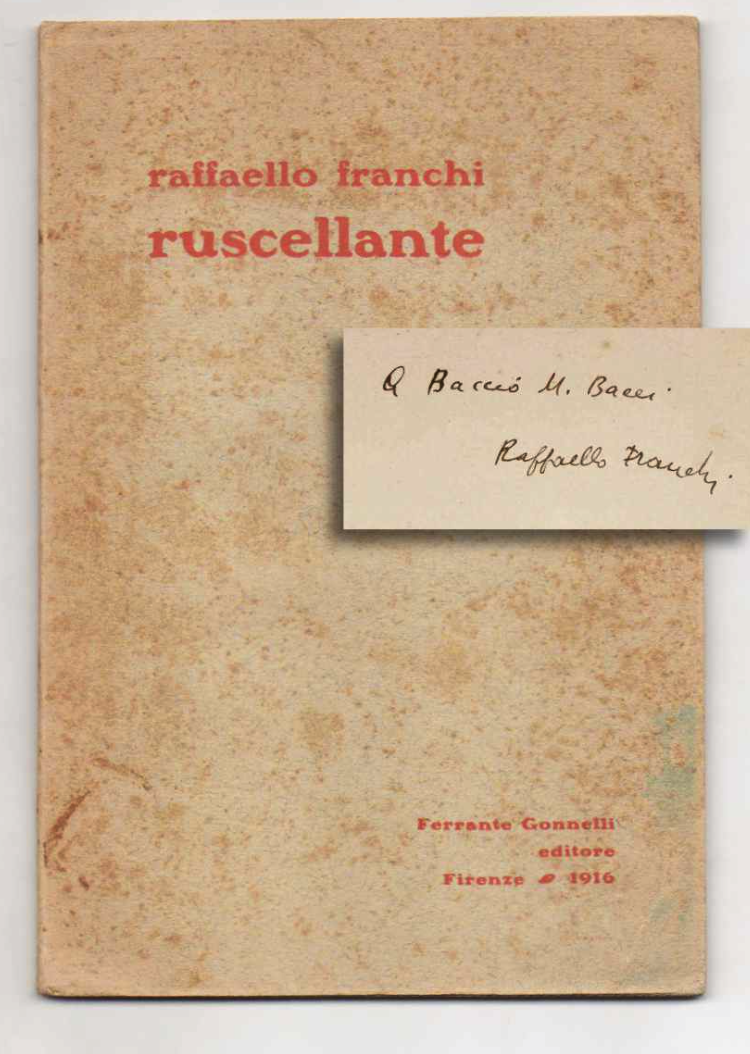 raffaello franchi
ruscellante
A Baccio M. Bacci.
Raffaello Franchi.
Ferrante Gonnelli
editore
Firenze 1916